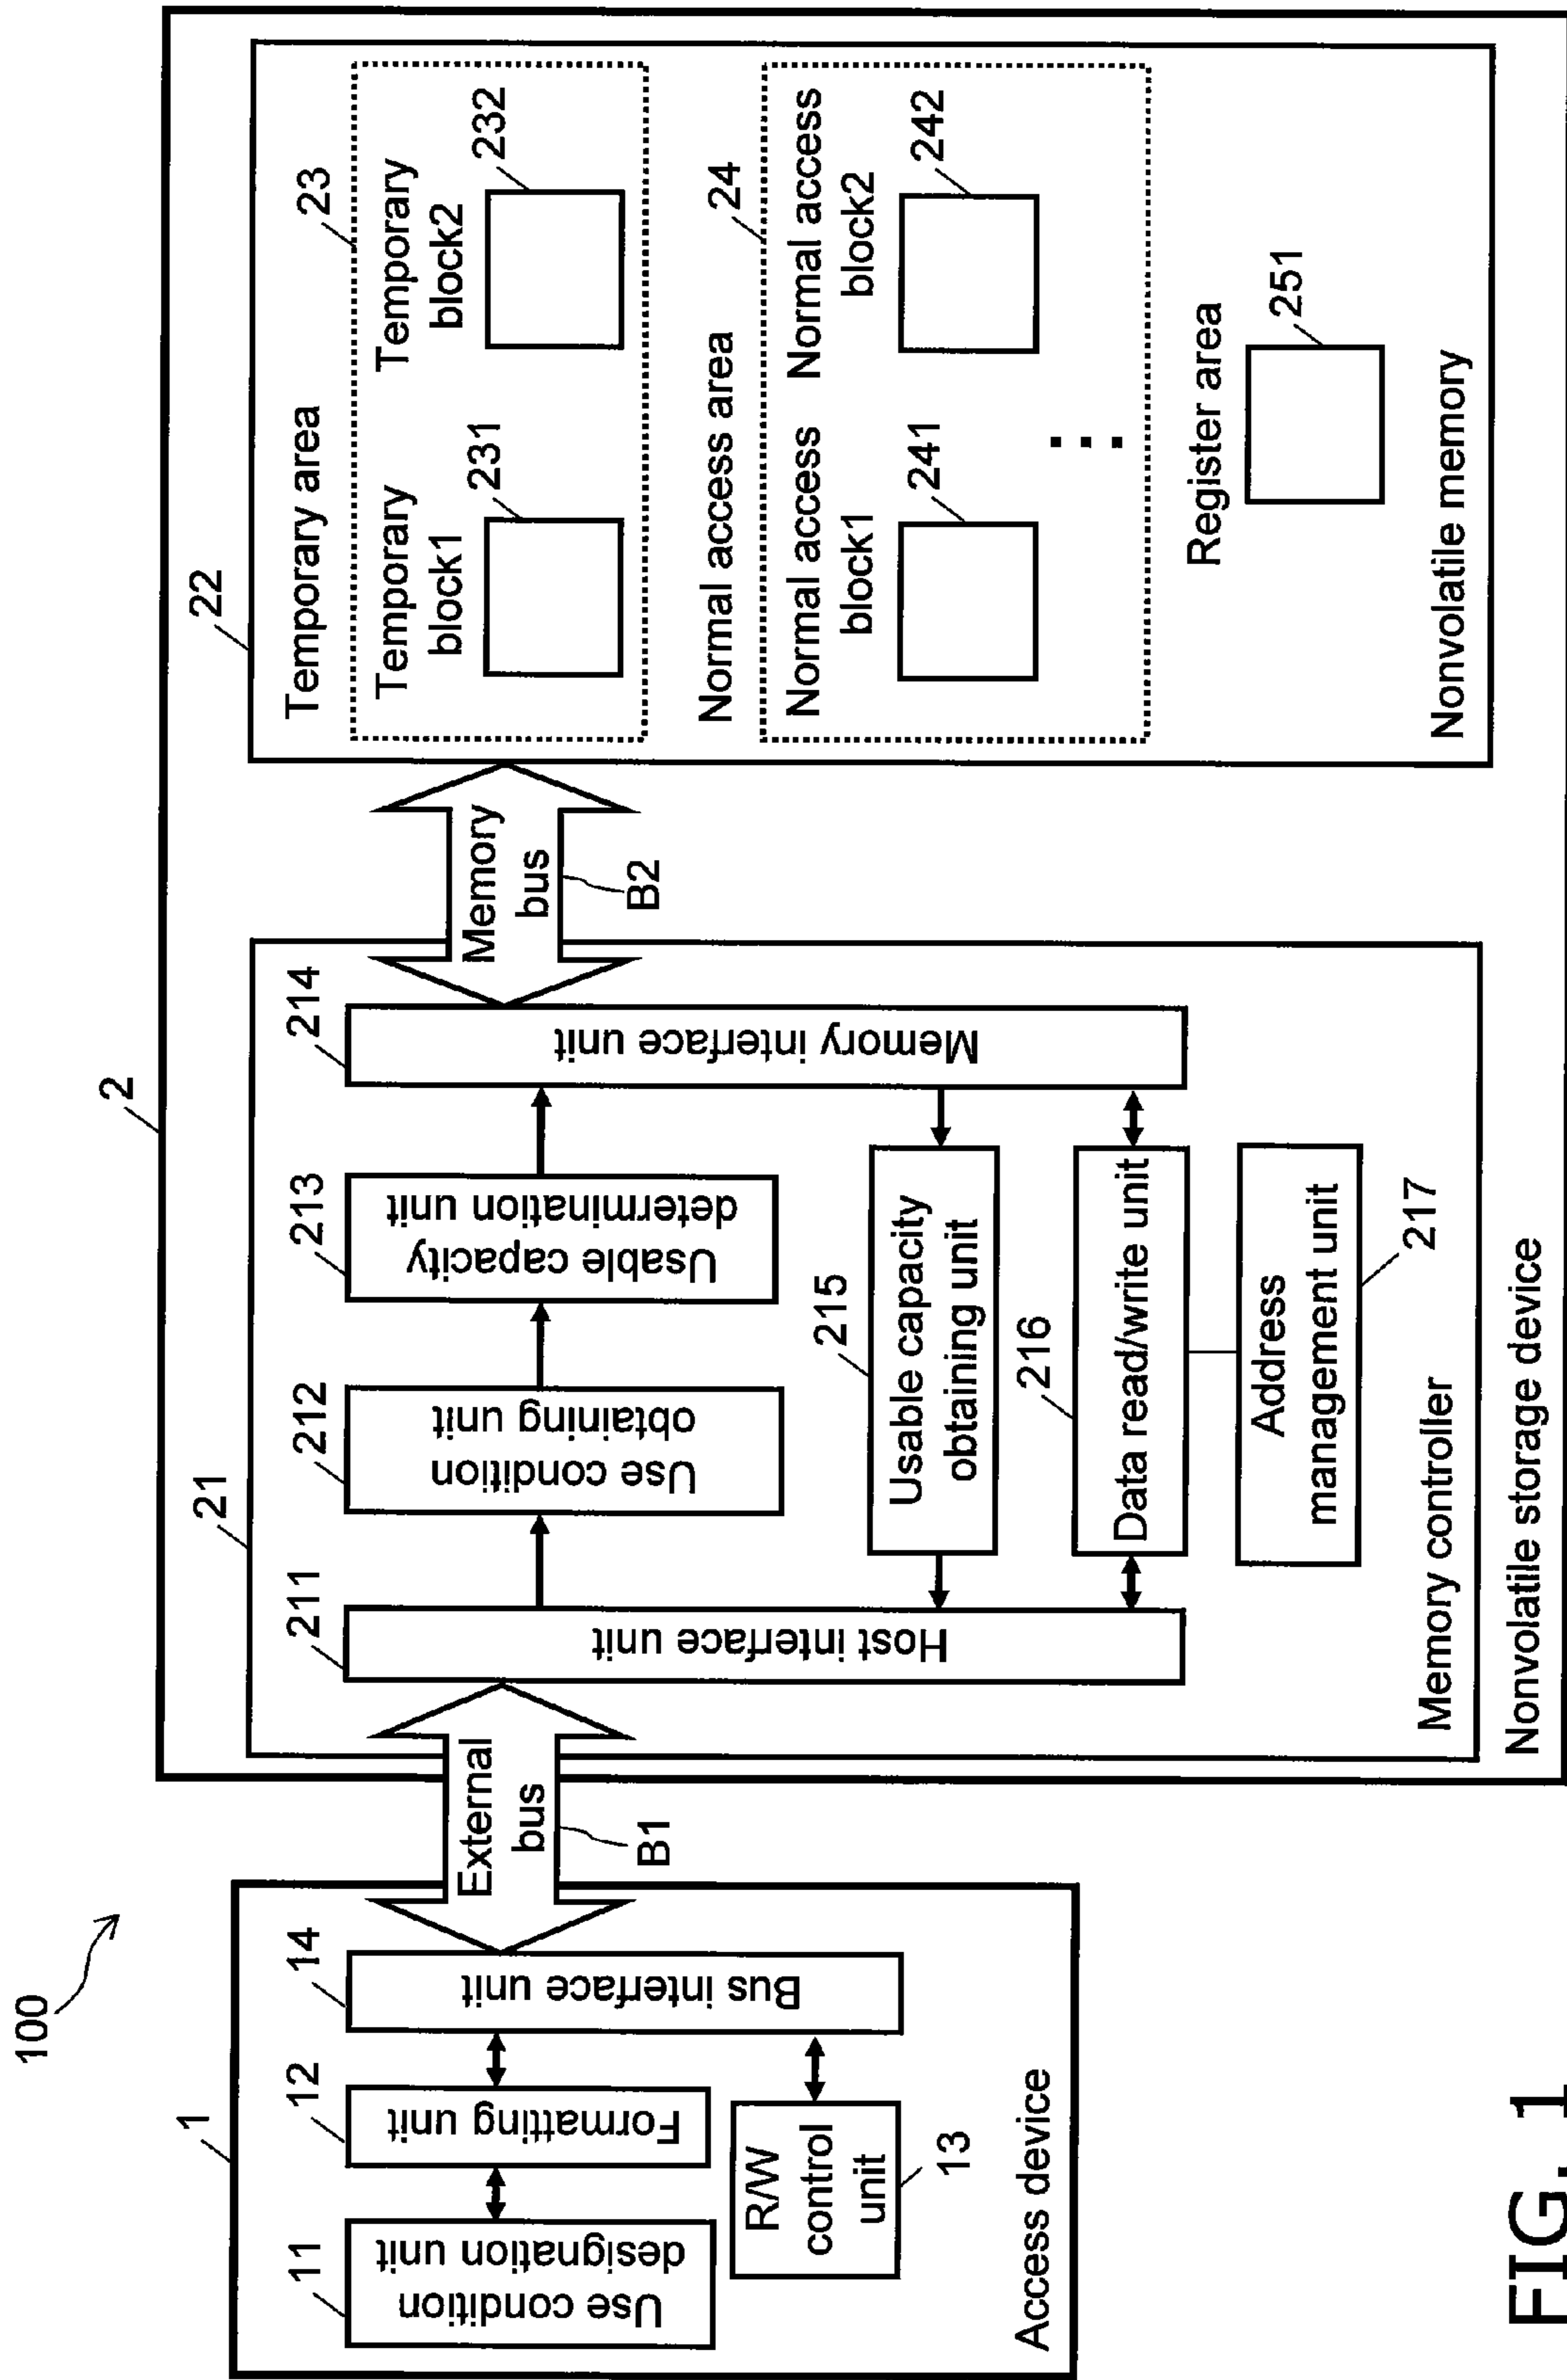 100
1
11
Use condition
designation unit
12
Formatting unit
14
Bus interface unit
R/W
control
unit
13
Access device
External
bus
B1
2
21
211
Host interface unit
212
Use condition
obtaining unit
213
Usable capacity
determination unit
214
Memory interface unit
215
Usable capacity
obtaining unit
216
Data read/write unit
Address
management unit
217
Memory controller
Nonvolatile storage device
Memory
bus
B2
22
Temporary area
23
Temporary
block1
231
Temporary
block2
232
Normal access area
24
Normal access
block1
241
Normal access
block2
242
Register area
251
Nonvolatile memory
FIG. 1